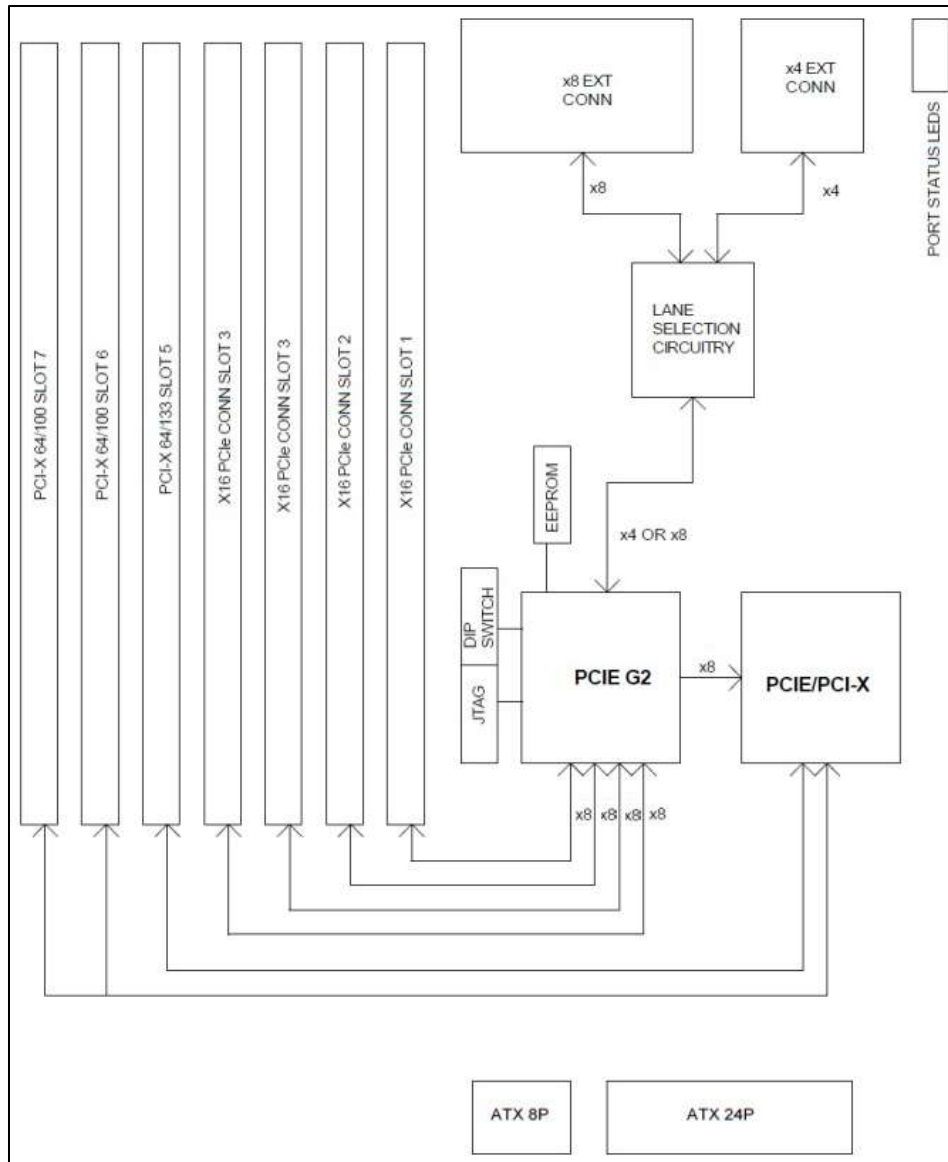 x8 EXT
CONN
x4 EXT
CONN
PORT STATUS LEDS
x8
x4
LANE
SELECTION
CIRCUITRY
PCI-X 64/100 SLOT 7
PCI-X 64/100 SLOT 6
PCI-X 64/133 SLOT 5
X16 PCIe CONN SLOT 3
X16 PCIe CONN SLOT 3
X16 PCIe CONN SLOT 2
X16 PCIe CONN SLOT 1
EEPROM
x4 OR x8
DIP
SWITCH
JTAG
PCIE G2
x8
PCIE/PCI-X
x8
x8
x8
x8
ATX 8P
ATX 24P